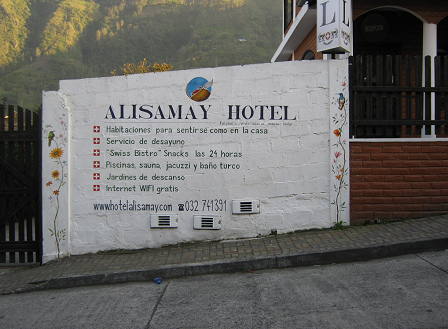 L
ALISAMAY HOTEL
Habitaciones para sentirse como en la casa
Servicio de desayuno
"Swiss Bistro" Snacks las 24 horas
Piscinas, sauna, jacuzzi y baño turco
Jardines de descanso
Internet WIFI gratis
www.hotelalisamay.com ☎032 741391